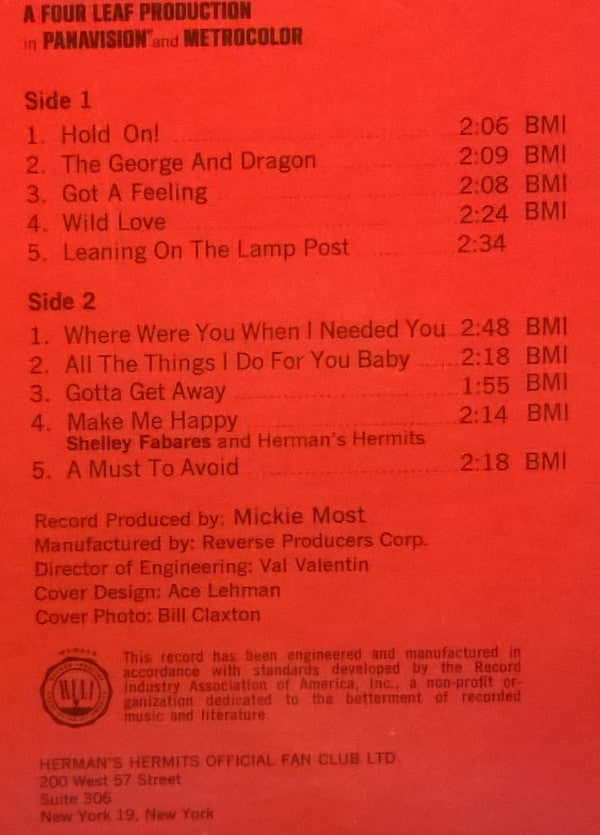 A FOUR LEAF PRODUCTION
in PANAVISION® and METROCOLOR
Side 1
1. Hold On! 2:06 BMI
2. The George And Dragon 2:09 BMI
3. Got A Feeling 2:08 BMI
4. Wild Love 2:24 BMI
5. Leaning On The Lamp Post 2:34
Side 2
1. Where Were You When I Needed You 2:48 BMI
2. All The Things I Do For You Baby 2:18 BMI
3. Gotta Get Away 1:55 BMI
4. Make Me Happy 2:14 BMI
Shelley Fabares and Herman's Hermits
5. A Must To Avoid 2:18 BMI
Record Produced by: Mickie Most
Manufactured by: Reverse Producers Corp.
Director of Engineering: Val Valentin
Cover Design: Ace Lehman
Cover Photo: Bill Claxton
This record has been engineered and manufactured in
accordance with standards developed by the Record
Industry Association of America, Inc., a non-profit or-
ganization dedicated to the betterment of recorded
music and literature.
HERMAN'S HERMITS OFFICIAL FAN CLUB LTD.
200 West 57 Street
Suite 306
New York 19, New York